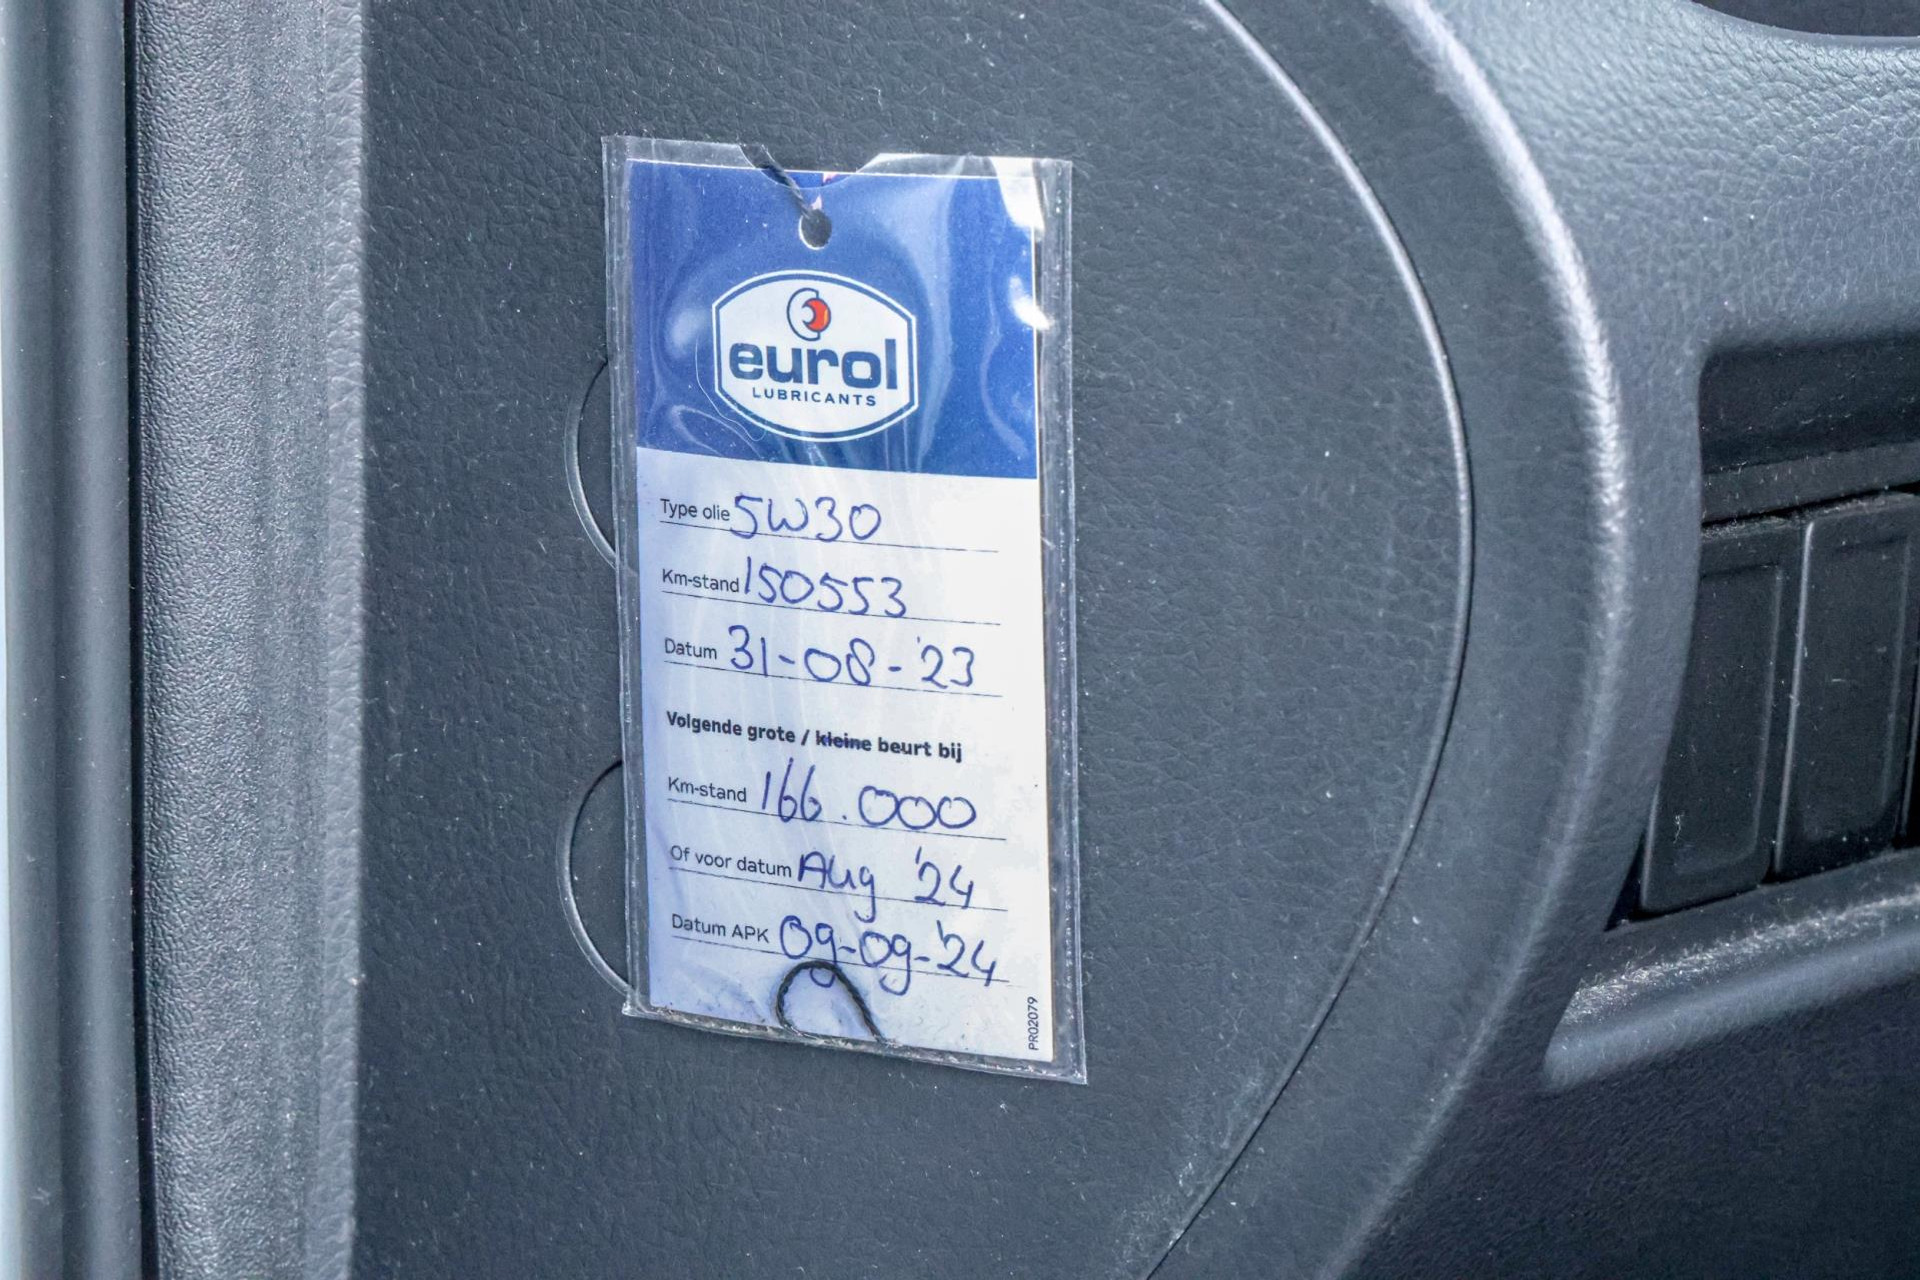 eurol
LUBRICANTS
Type olie 5W30
Km-stand 150553
Datum 31-08-'23
Volgende grote / kleine beurt bij
Km-stand 166.000
Of voor datum Aug '24
Datum APK 09-09-'24
PR02079